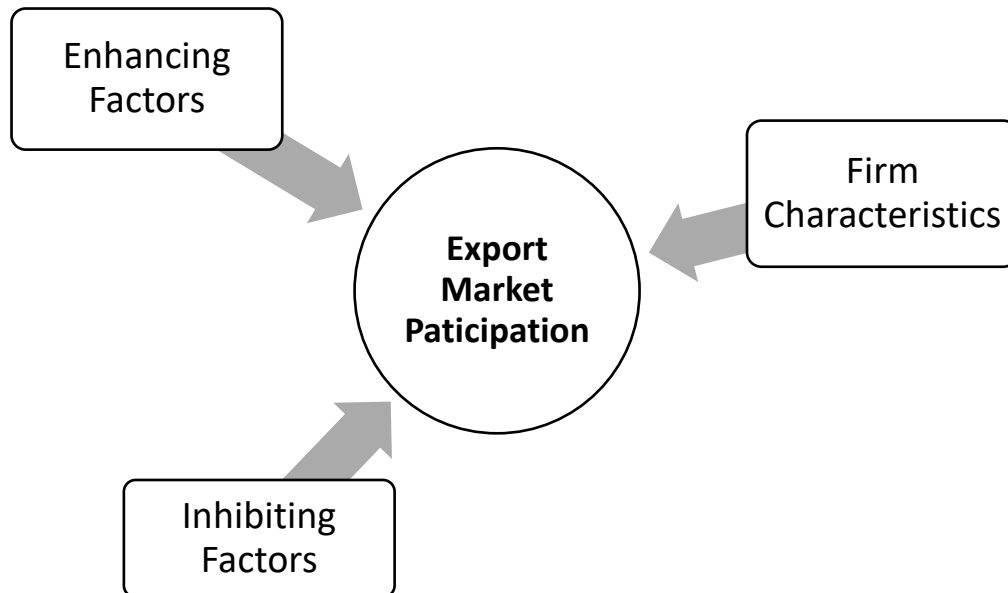 Enhancing
Factors
Firm
Characteristics
Export
Market
Paticipation
Inhibiting
Factors